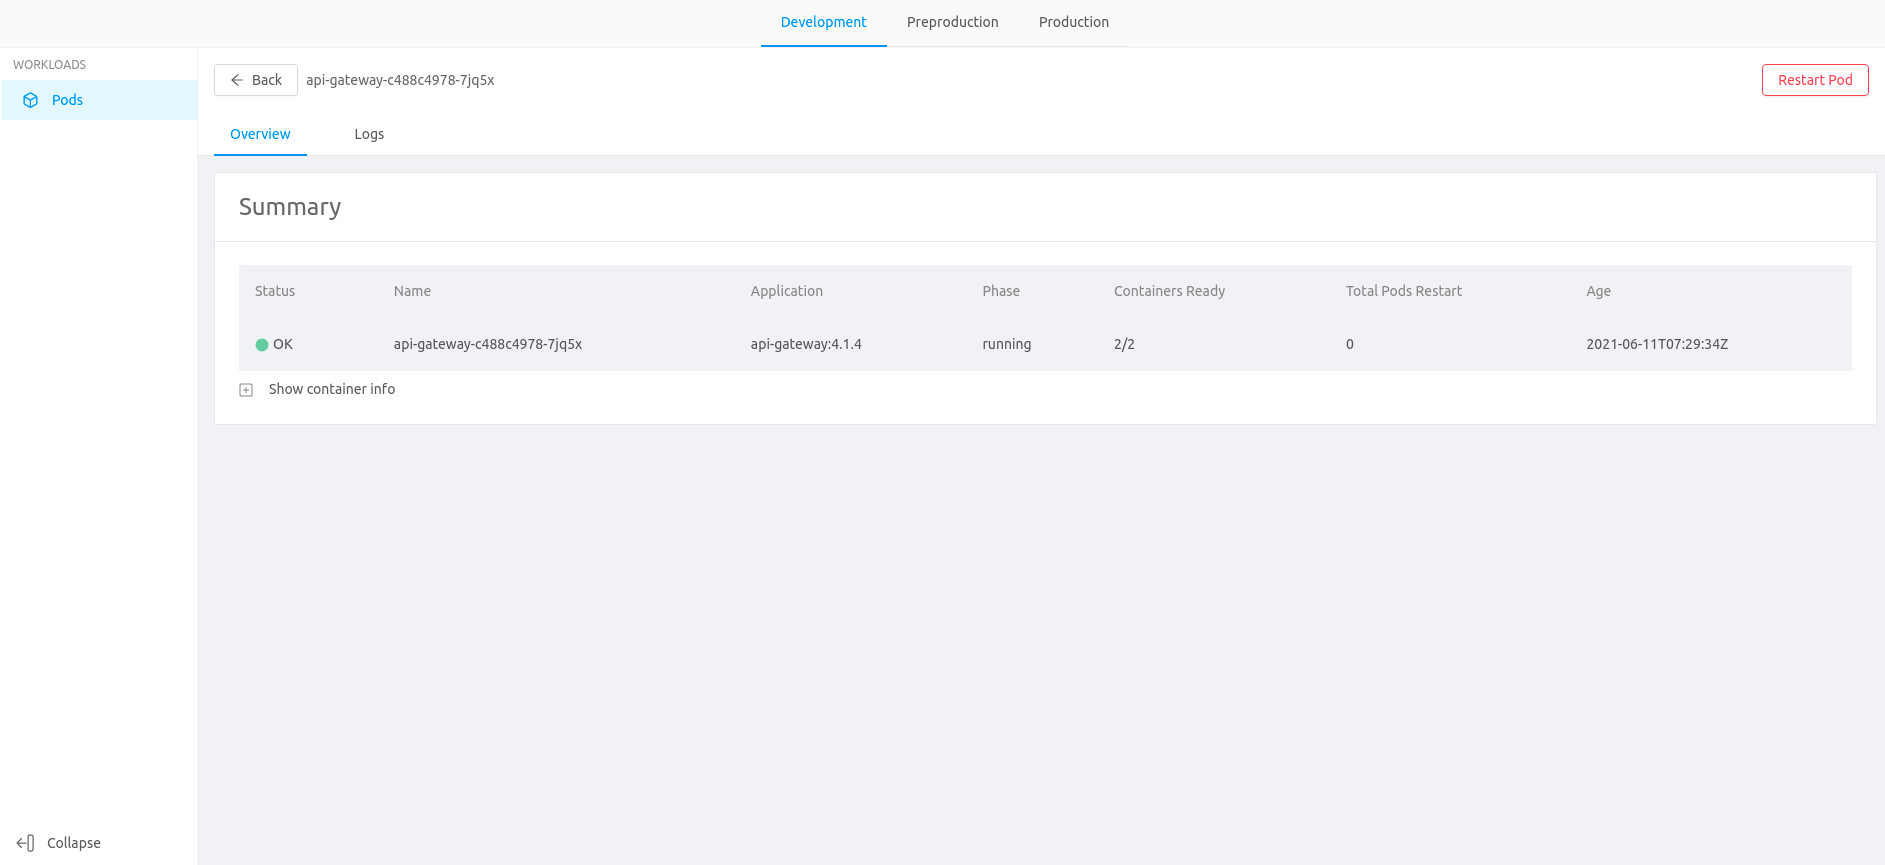 Development Preproduction Production
WORKLOADS
Pods
Back api-gateway-c488c4978-7jq5x Restart Pod
Overview Logs
Summary
Status Name Application Phase Containers Ready Total Pods Restart Age
OK api-gateway-c488c4978-7jq5x api-gateway:4.1.4 running 2/2 0 2021-06-11T07:29:34Z
Show container info
Collapse